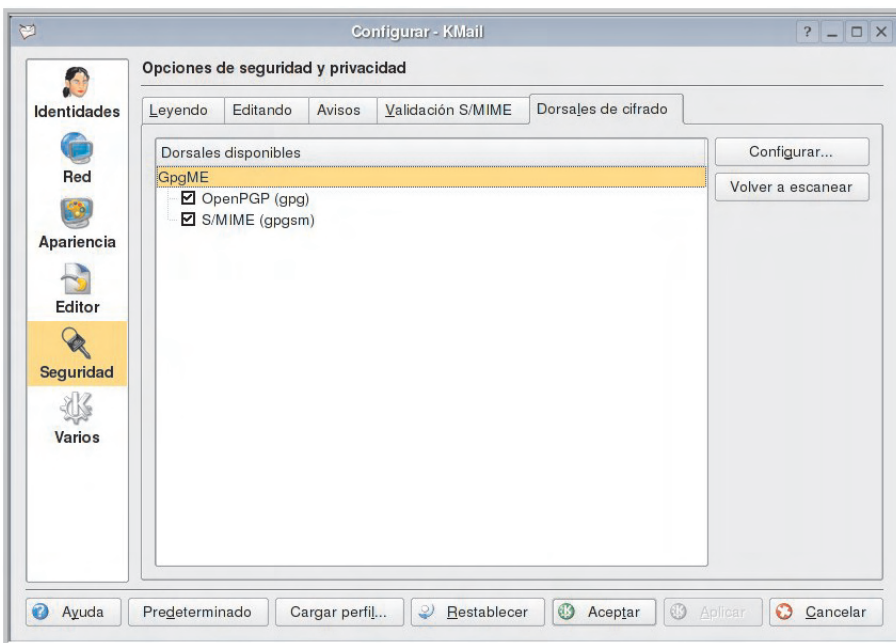 Configurar - KMail
Identidades
Red
Apariencia
Editor
Seguridad
Varios
Opciones de seguridad y privacidad
Leyendo Editando Avisos Validación S/MIME Dorsales de cifrado
Dorsales disponibles
GpgME
OpenPGP (gpg)
S/MIME (gpgsm)
Configurar...
Volver a escanear
Ayuda Predeterminado Cargar perfil... Restablecer Aceptar Aplicar Cancelar